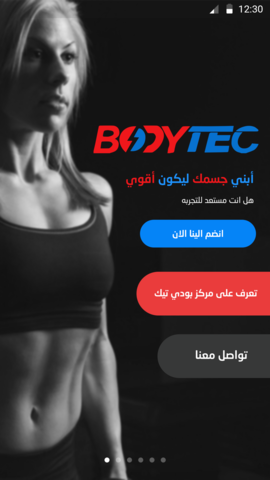 12:30
BODYTEC
أبني جسمك ليكون أقوي
هل انت مستعد للتجربه
انضم الينا الان
تعرف على مركز بودي تيك
تواصل معنا